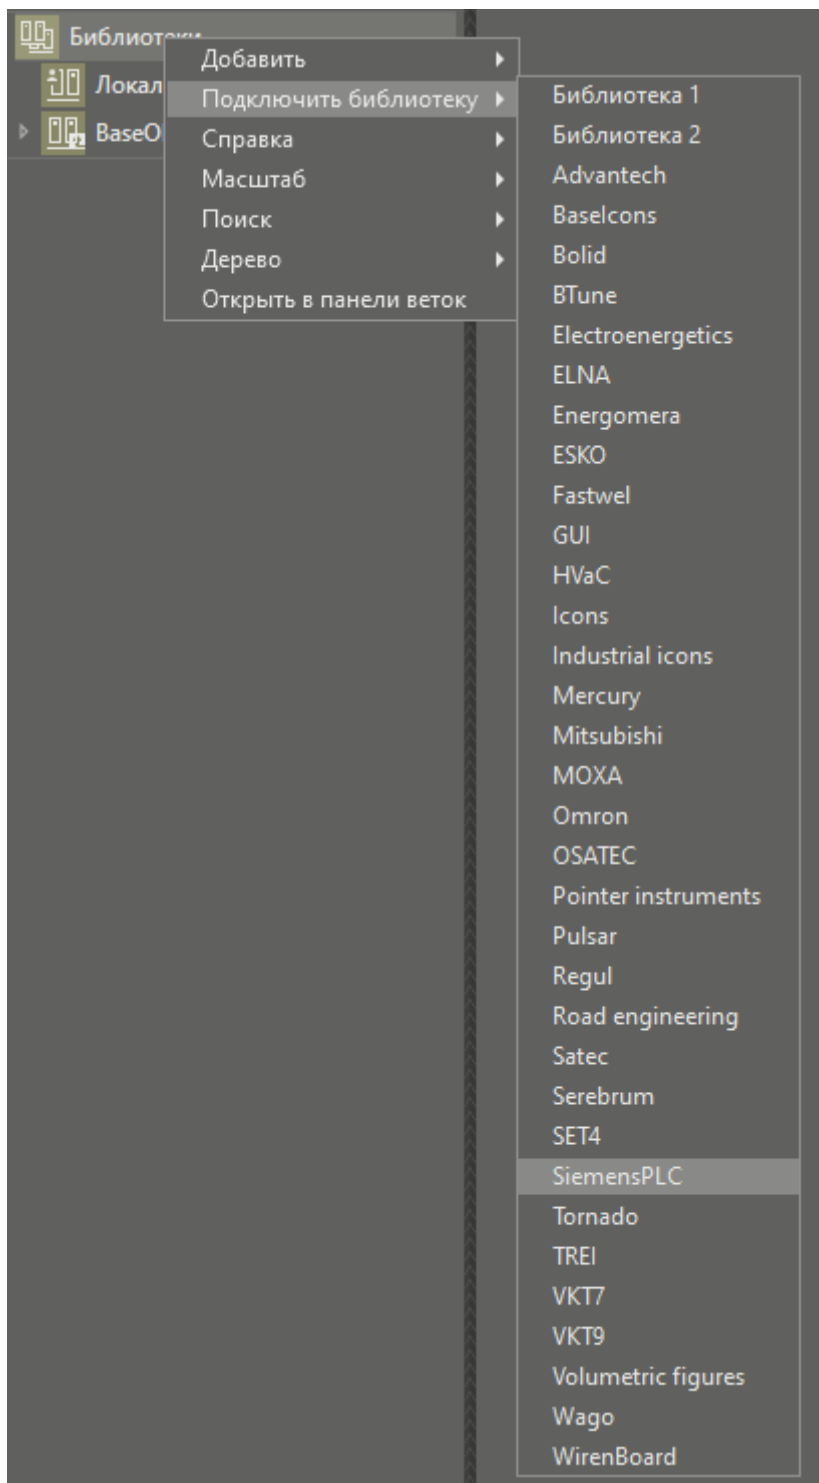 Библиотеки
Локал
BaseO
Добавить
Подключить библиотеку
Справка
Масштаб
Поиск
Дерево
Открыть в панели веток
Библиотека 1
Библиотека 2
Advantech
BaseIcons
Bolid
BTune
Electroenergetics
ELNA
Energomera
ESKO
Fastwel
GUI
HVaC
Icons
Industrial icons
Mercury
Mitsubishi
MOXA
Omron
OSATEC
Pointer instruments
Pulsar
Regul
Road engineering
Satec
Serebrum
SET4
SiemensPLC
Tornado
TREI
VKT7
VKT9
Volumetric figures
Wago
WirenBoard